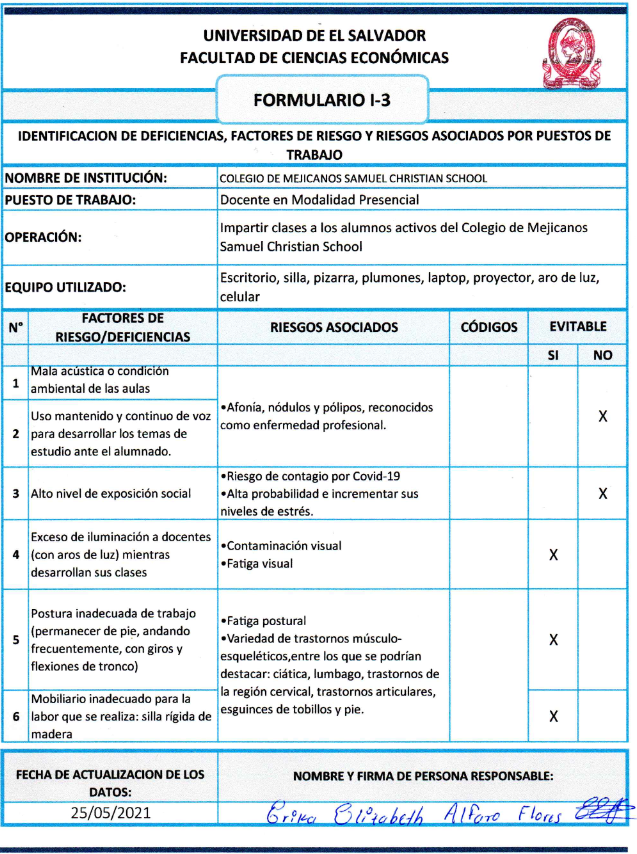 UNIVERSIDAD DE EL SALVADOR
FACULTAD DE CIENCIAS ECONÓMICAS
FORMULARIO I-3
IDENTIFICACION DE DEFICIENCIAS, FACTORES DE RIESGO Y RIESGOS ASOCIADOS POR PUESTOS DE
TRABAJO
NOMBRE DE INSTITUCIÓN: COLEGIO DE MEJICANOS SAMUEL CHRISTIAN SCHOOL
PUESTO DE TRABAJO: Docente en Modalidad Presencial
OPERACIÓN: Impartir clases a los alumnos activos del Colegio de Mejicanos
Samuel Christian School
EQUIPO UTILIZADO: Escritorio, silla, pizarra, plumones, laptop, proyector, aro de luz,
celular
N° FACTORES DE
RIESGO/DEFICIENCIAS RIESGOS ASOCIADOS CÓDIGOS EVITABLE
SI NO
1 Mala acústica o condición
ambiental de las aulas
2 Uso mantenido y continuo de voz
para desarrollar los temas de
estudio ante el alumnado.
•Afonía, nódulos y pólipos, reconocidos
como enfermedad profesional.
X
3 Alto nivel de exposición social
•Riesgo de contagio por Covid-19
•Alta probabilidad e incrementar sus
niveles de estrés.
X
4 Exceso de iluminación a docentes
(con aros de luz) mientras
desarrollan sus clases
•Contaminación visual
•Fatiga visual
X
5 Postura inadecuada de trabajo
(permanecer de pie, andando
frecuentemente, con giros y
flexiones de tronco)
•Fatiga postural
•Variedad de trastornos músculo-
esqueléticos,entre los que se podrían
destacar: ciática, lumbago, trastornos de
la región cervical, trastornos articulares,
esguinces de tobillos y pie.
X
6 Mobiliario inadecuado para la
labor que se realiza: silla rígida de
madera
X
FECHA DE ACTUALIZACION DE LOS
DATOS:
NOMBRE Y FIRMA DE PERSONA RESPONSABLE:
25/05/2021
Erika Elizabeth Alfaro Flores